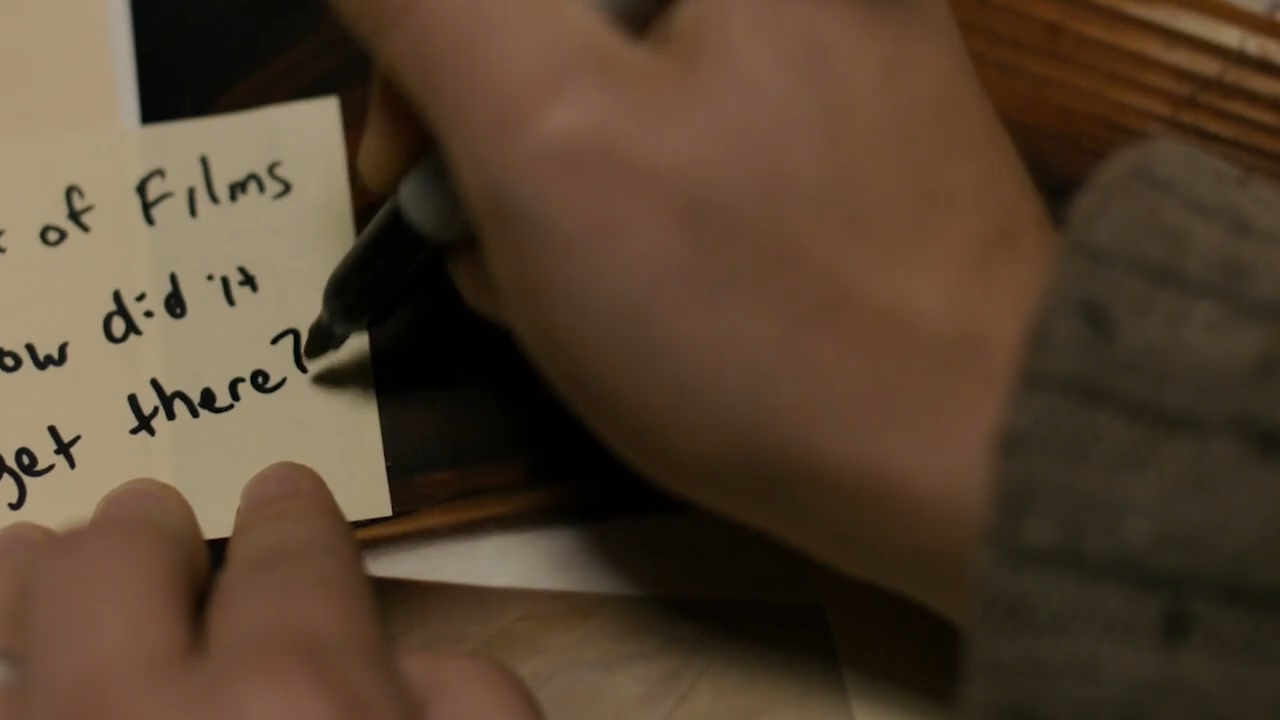 of Films
did it
get there?